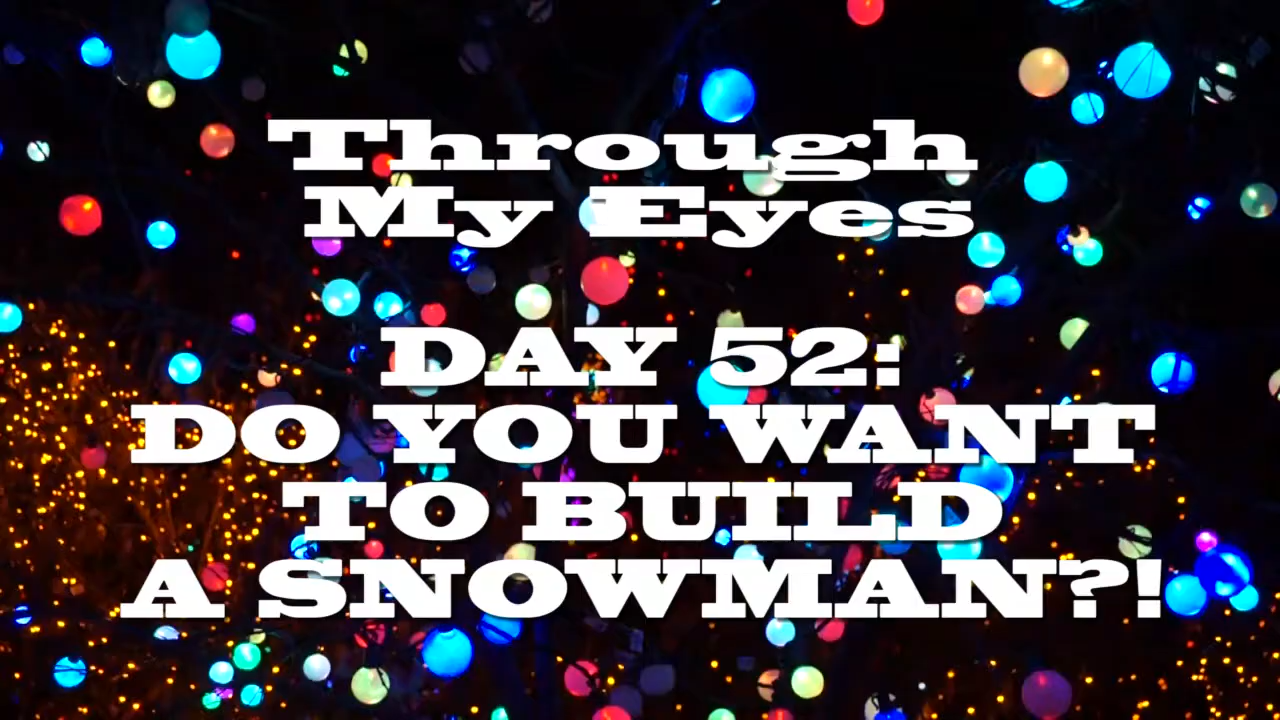 Through
My Eyes
DAY 52:
DO YOU WANT
TO BUILD
A SNOWMAN?!